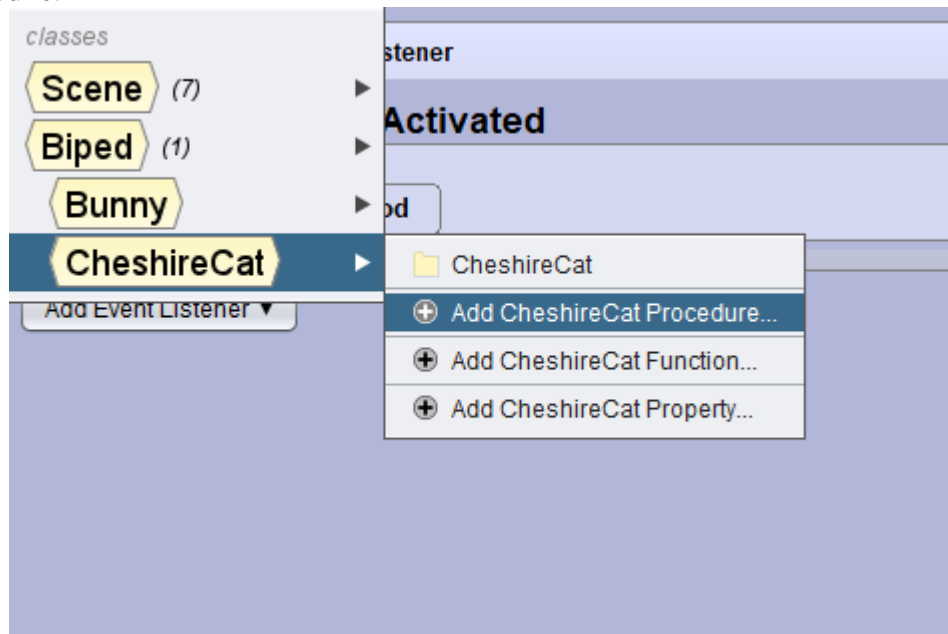 classes
stener
Scene (7)
Activated
Biped (1)
Bunny
od
CheshireCat
CheshireCat
Add Event Listener
Add CheshireCat Procedure...
Add CheshireCat Function...
Add CheshireCat Property...